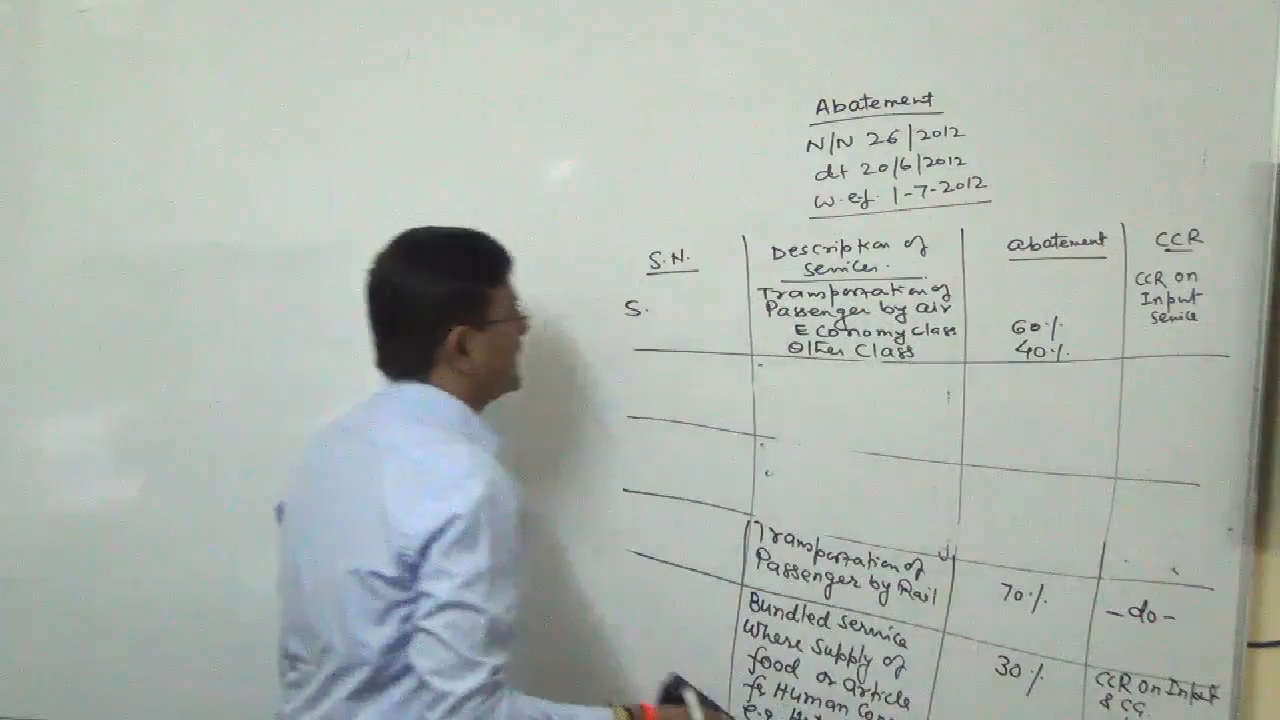 Abatement
N/N 26/2012
dt 20/6/2012
w.e.f. 1-7-2012
S.N.
Description of
services.
abatement
CCR
S.
Transportation of
Passenger by air
Economy class
Other Class
60%
40%
CCR on
Input
service
Transportation of
Passenger by Rail
70%
-do-
Bundled service
where supply of
food or article
for Human
e.g.
30%
CCR on Input
& CG.